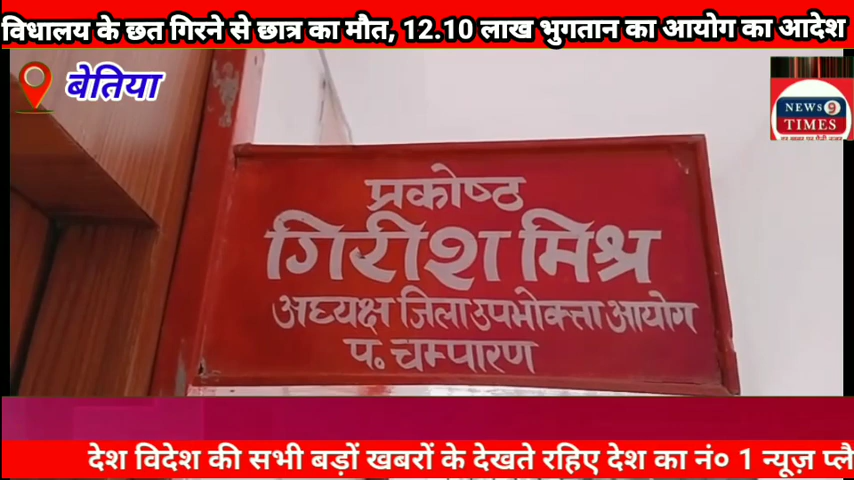 विधालय के छत गिरने से छात्र का मौत, 12.10 लाख भुगतान का आयोग का आदेश
बेतिया
NEWS 9
TIMES
प्रकोष्ठ
गिरीश मिश्र
अध्यक्ष जिला उपभोक्ता आयोग
प. चम्पारण
देश विदेश की सभी बड़ों खबरों के देखते रहिए देश का नं० 1 न्यूज़ प्लै